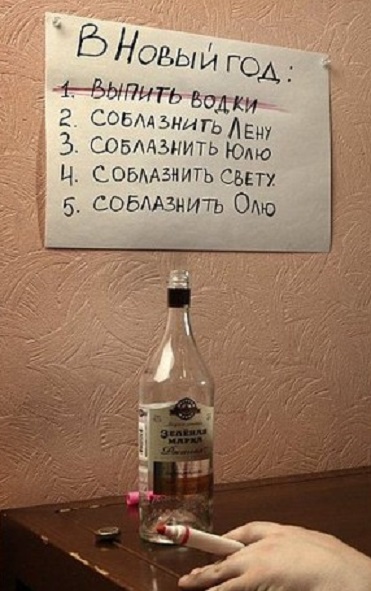 В Новый год:
1. выпить водки
2. соблазнить Лену
3. соблазнить Юлю
4. соблазнить Свету.
5. соблазнить Олю
Зелёная
марка